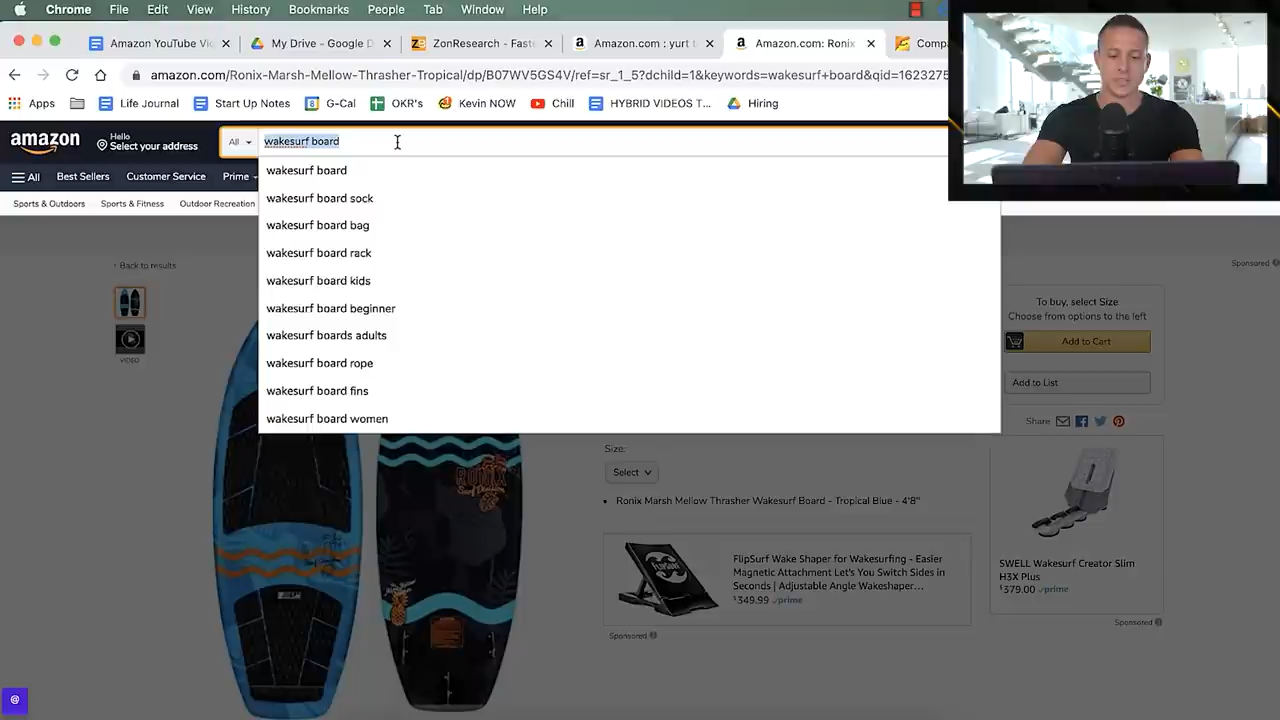 Chrome File Edit View History Bookmarks People Tab Window Help
Amazon YouTube Vi
My Drive - Google D
ZonResearch - Faste
Amazon.com : yurt t
Amazon.com: Ronix
Comp
amazon.com/Ronix-Marsh-Mellow-Thrasher-Tropical/dp/B07WV5GS4V/ref=sr_1_5?dchild=1&keywords=wakesurf+board&qid=1623275
Apps Life Journal Start Up Notes G-Cal OKR's Kevin NOW Chill HYBRID VIDEOS T... Hiring
amazon
Hello
Select your address
All
wakesurf board
All Best Sellers Customer Service Prime
Sports & Outdoors Sports & Fitness Outdoor Recreation
wakesurf board
wakesurf board sock
wakesurf board bag
wakesurf board rack
wakesurf board kids
wakesurf board beginner
wakesurf boards adults
wakesurf board rope
wakesurf board fins
wakesurf board women
‹ Back to results
VIDEO
Sponsored
To buy, select Size
Choose from options to the left
Add to Cart
Add to List
Share
Size:
Select
• Ronix Marsh Mellow Thrasher Wakesurf Board - Tropical Blue - 4'8"
RONIX
FLIPSURF
FlipSurf Wake Shaper for Wakesurfing - Easier
Magnetic Attachment Let's You Switch Sides in
Seconds | Adjustable Angle Wakeshaper...
$349.99 prime
Sponsored
SWELL Wakesurf Creator Slim
H3X Plus
$379.00 prime
Sponsored
@